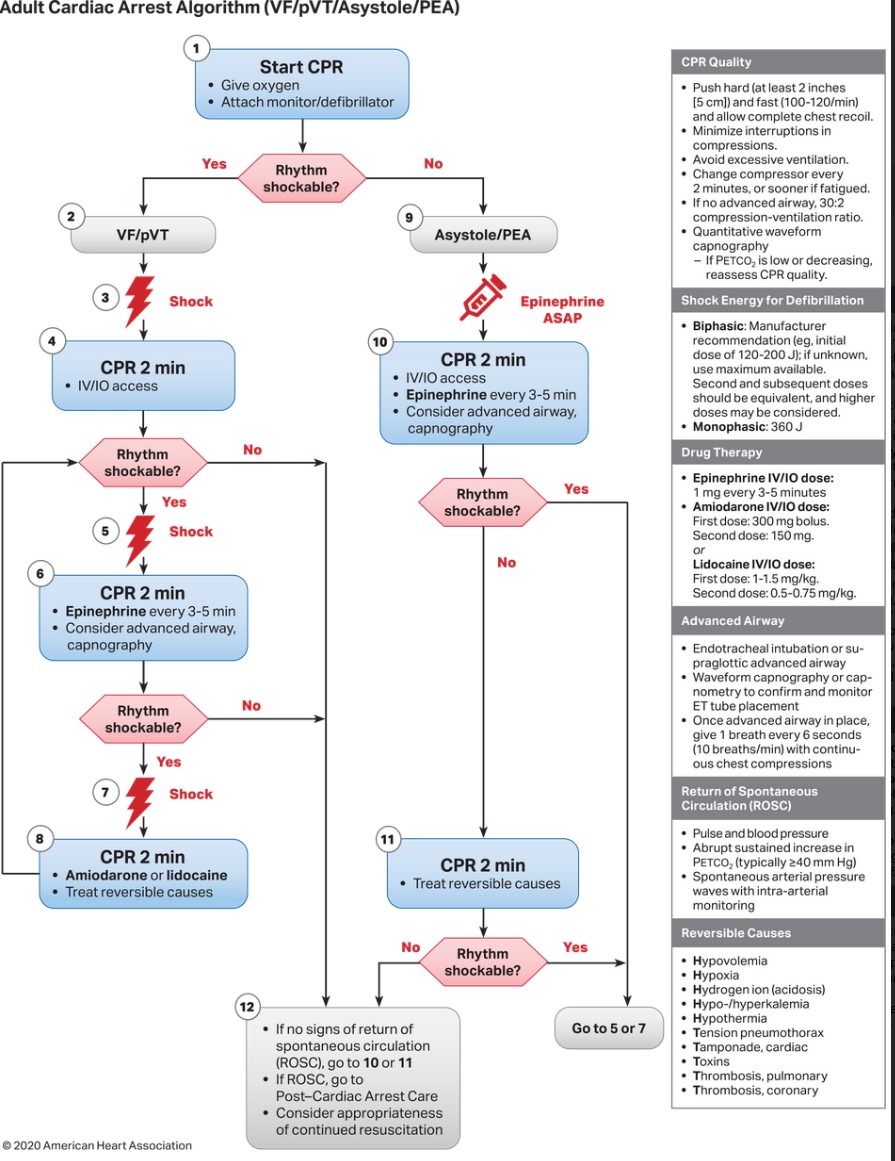 Adult Cardiac Arrest Algorithm (VF/pVT/Asystole/PEA)
1
Start CPR
• Give oxygen
• Attach monitor/defibrillator
Rhythm
shockable?
Yes
No
2
VF/pVT
3
Shock
4
CPR 2 min
• IV/IO access
Rhythm
shockable?
No
Yes
5
Shock
6
CPR 2 min
• Epinephrine every 3-5 min
• Consider advanced airway,
capnography
Rhythm
shockable?
No
Yes
7
Shock
8
CPR 2 min
• Amiodarone or lidocaine
• Treat reversible causes
9
Asystole/PEA
Epinephrine
ASAP
10
CPR 2 min
• IV/IO access
• Epinephrine every 3-5 min
• Consider advanced airway,
capnography
Rhythm
shockable?
Yes
No
11
CPR 2 min
• Treat reversible causes
Rhythm
shockable?
No
Yes
12
• If no signs of return of
spontaneous circulation
(ROSC), go to 10 or 11
• If ROSC, go to
Post–Cardiac Arrest Care
• Consider appropriateness
of continued resuscitation
Go to 5 or 7
CPR Quality
• Push hard (at least 2 inches
[5 cm]) and fast (100-120/min)
and allow complete chest recoil.
• Minimize interruptions in
compressions.
• Avoid excessive ventilation.
• Change compressor every
2 minutes, or sooner if fatigued.
• If no advanced airway, 30:2
compression-ventilation ratio.
• Quantitative waveform
capnography
– If PETCO₂ is low or decreasing,
reassess CPR quality.
Shock Energy for Defibrillation
• Biphasic: Manufacturer
recommendation (eg, initial
dose of 120-200 J); if unknown,
use maximum available.
Second and subsequent doses
should be equivalent, and higher
doses may be considered.
• Monophasic: 360 J
Drug Therapy
• Epinephrine IV/IO dose:
1 mg every 3-5 minutes
• Amiodarone IV/IO dose:
First dose: 300 mg bolus.
Second dose: 150 mg.
or
Lidocaine IV/IO dose:
First dose: 1-1.5 mg/kg.
Second dose: 0.5-0.75 mg/kg.
Advanced Airway
• Endotracheal intubation or su-
praglottic advanced airway
• Waveform capnography or cap-
nometry to confirm and monitor
ET tube placement
• Once advanced airway in place,
give 1 breath every 6 seconds
(10 breaths/min) with continu-
ous chest compressions
Return of Spontaneous
Circulation (ROSC)
• Pulse and blood pressure
• Abrupt sustained increase in
PETCO₂ (typically ≥40 mm Hg)
• Spontaneous arterial pressure
waves with intra-arterial
monitoring
Reversible Causes
• Hypovolemia
• Hypoxia
• Hydrogen ion (acidosis)
• Hypo-/hyperkalemia
• Hypothermia
• Tension pneumothorax
• Tamponade, cardiac
• Toxins
• Thrombosis, pulmonary
• Thrombosis, coronary
© 2020 American Heart Association